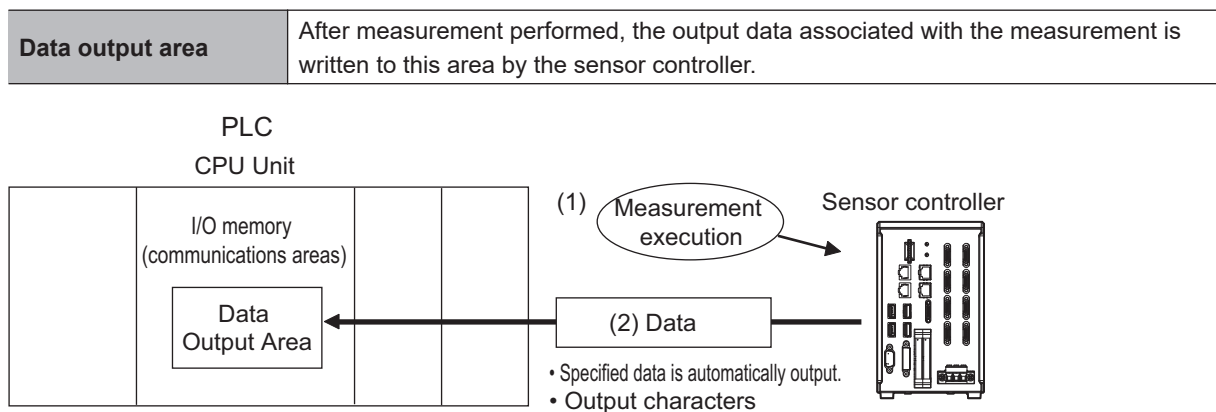 Data output area
After measurement performed, the output data associated with the measurement is
written to this area by the sensor controller.
PLC
CPU Unit
I/O memory
(communications areas)
Data
Output Area
(1)
Measurement
execution
Sensor controller
(2) Data
• Specified data is automatically output.
• Output characters